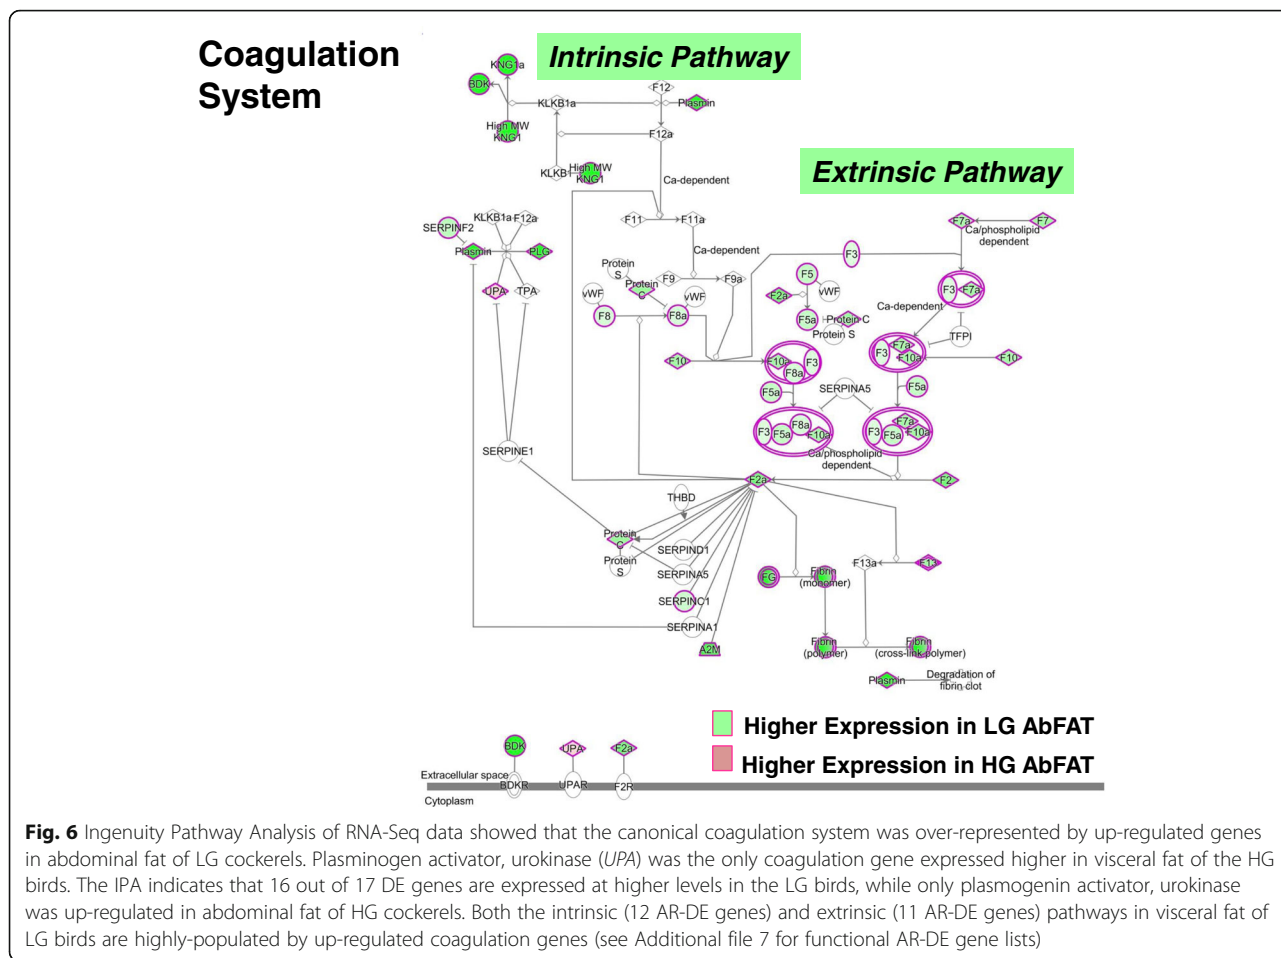 Coagulation
System
Intrinsic Pathway
KNG1a
BDK
KLKB1a
F12
Plasmin
High MW
KNG1
F12a
KLKB1
High MW
KNG1
Ca-dependent
Extrinsic Pathway
F11
F11a
F7a
F7
Ca/phospholipid
dependent
KLKB1a
F12a
SERPINF2
Plasmin
PLG
UPA
TPA
Ca-dependent
F3
Protein
S
F9
F9a
Protein
C
vWF
vWF
F8
F8a
F5
F2a
vWF
F5a
Protein C
Protein S
F3
F7a
Ca-dependent
TFPI
F7a
F3
F10a
F10
F10
F10a
F3
F8a
F5a
SERPINA5
F5a
F3
F8a
F5a
F10a
F7a
F3
F5a
F10a
Ca/phospholipid
dependent
SERPINE1
F2a
F2
THBD
Protein
C
Protein
S
SERPIND1
SERPINA5
SERPINC1
SERPINA1
A2M
F13a
F13
FG
Fibrin
(monomer)
Fibrin
(polymer)
Fibrin
(cross-link polymer)
Plasmin
Degradation of
fibrin clot
Higher Expression in LG AbFAT
Higher Expression in HG AbFAT
BDK
UPA
F2a
Extracellular space
BDKR
UPAR
F2R
Cytoplasm
Fig. 6 Ingenuity Pathway Analysis of RNA-Seq data showed that the canonical coagulation system was over-represented by up-regulated genes
in abdominal fat of LG cockerels. Plasminogen activator, urokinase (UPA) was the only coagulation gene expressed higher in visceral fat of the HG
birds. The IPA indicates that 16 out of 17 DE genes are expressed at higher levels in the LG birds, while only plasmogenin activator, urokinase
was up-regulated in abdominal fat of HG cockerels. Both the intrinsic (12 AR-DE genes) and extrinsic (11 AR-DE genes) pathways in visceral fat of
LG birds are highly-populated by up-regulated coagulation genes (see Additional file 7 for functional AR-DE gene lists)